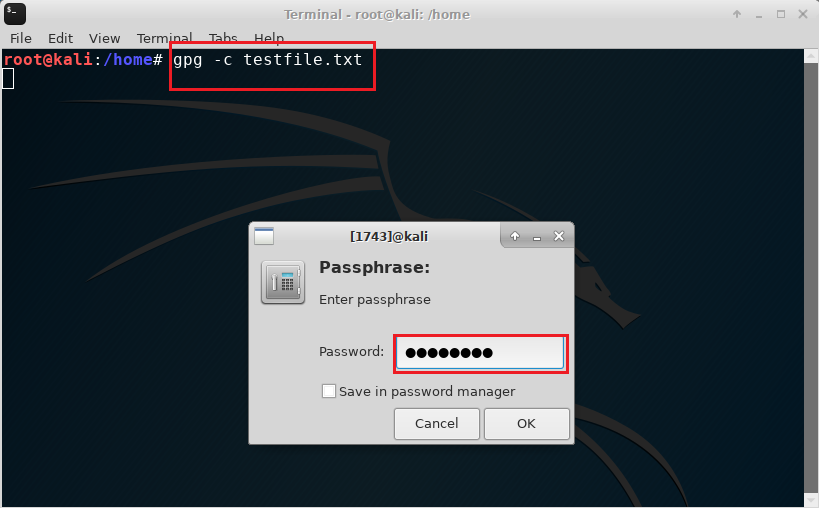 Terminal - root@kali: /home
File Edit View Terminal Tabs Help
root@kali:/home# gpg -c testfile.txt
[1743]@kali
Passphrase:
Enter passphrase
Password: ●●●●●●●●
Save in password manager
Cancel OK